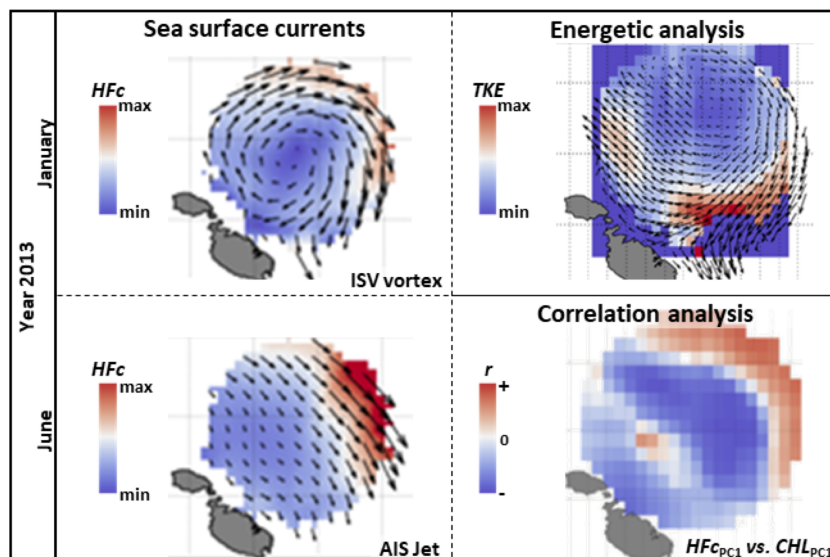 Sea surface currents
Energetic analysis
Year 2013
January
HFc
max
min
ISV vortex
TKE
max
min
June
HFc
max
min
AIS Jet
Correlation analysis
r
+
0
-
HFcPC1 vs. CHLPC1